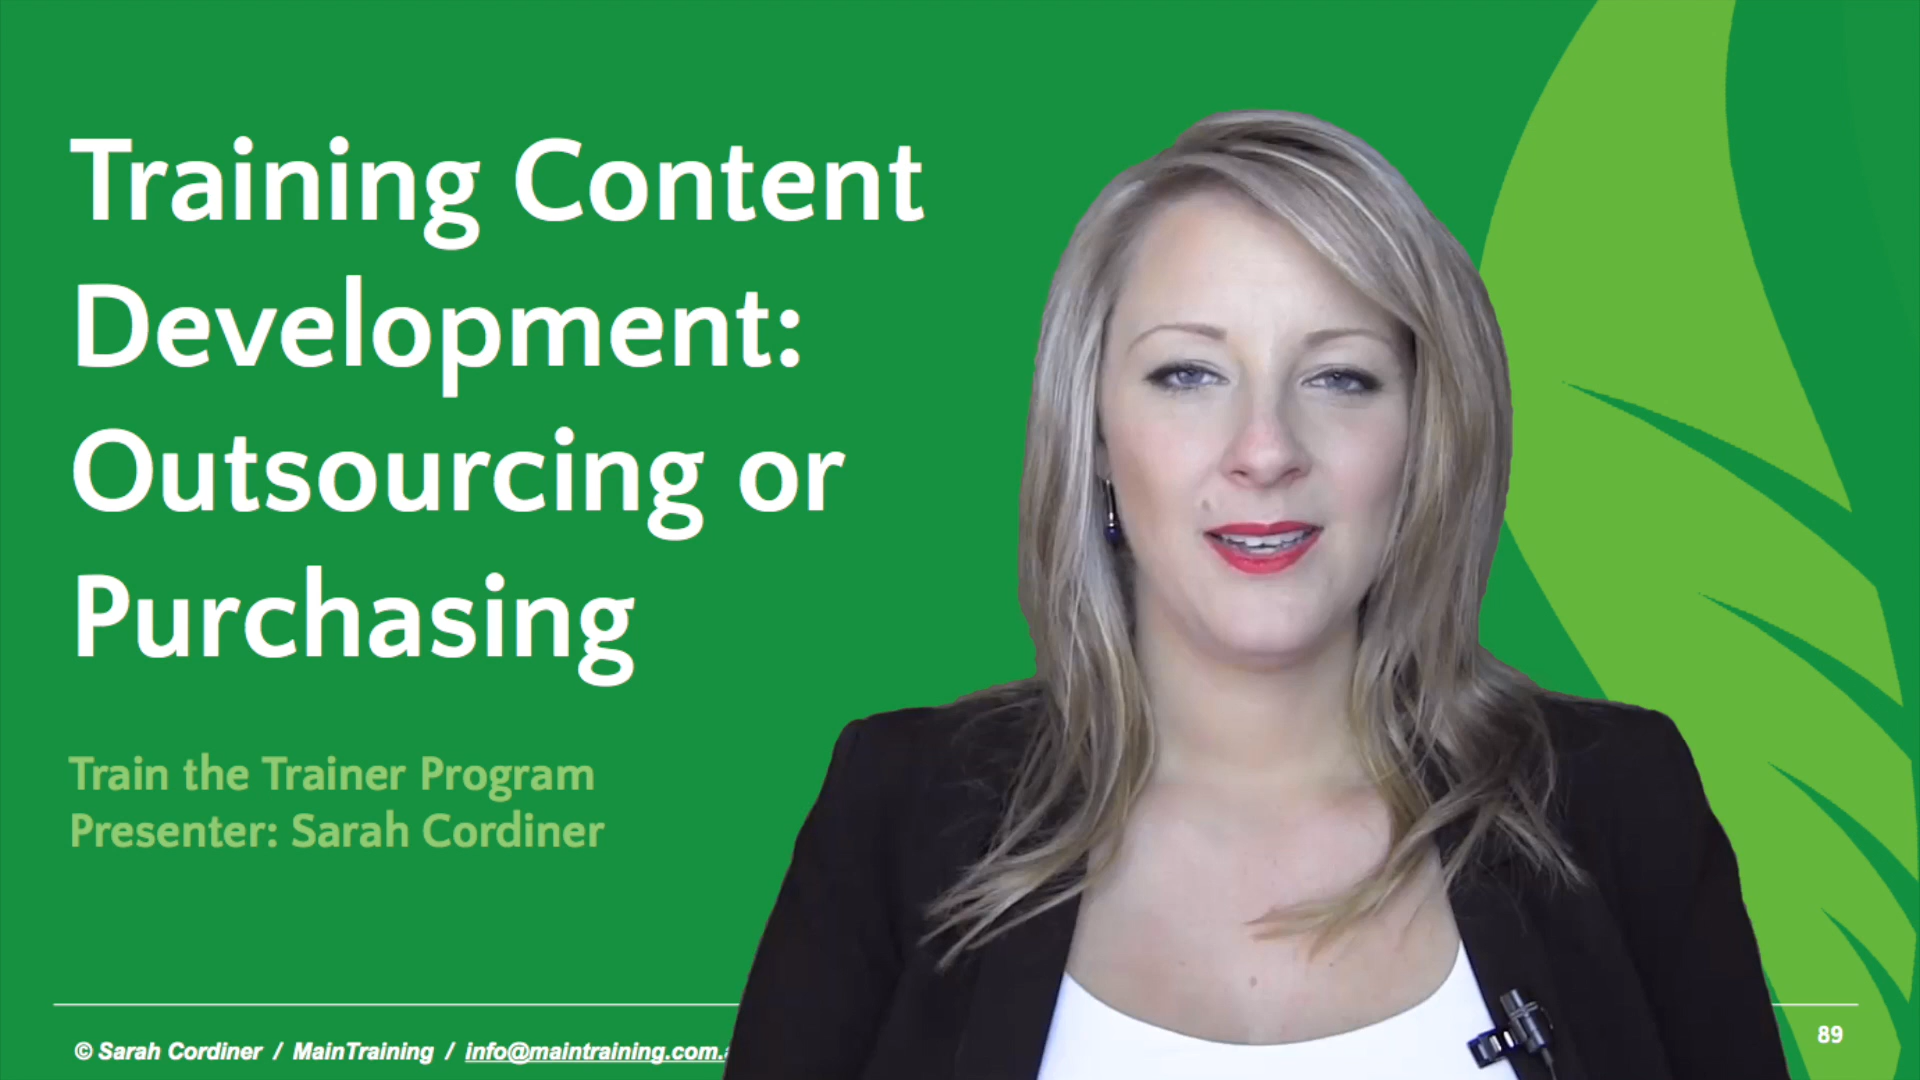 Training Content
Development:
Outsourcing or
Purchasing
Train the Trainer Program
Presenter: Sarah Cordiner
© Sarah Cordiner / MainTraining / info@maintraining.com.
89